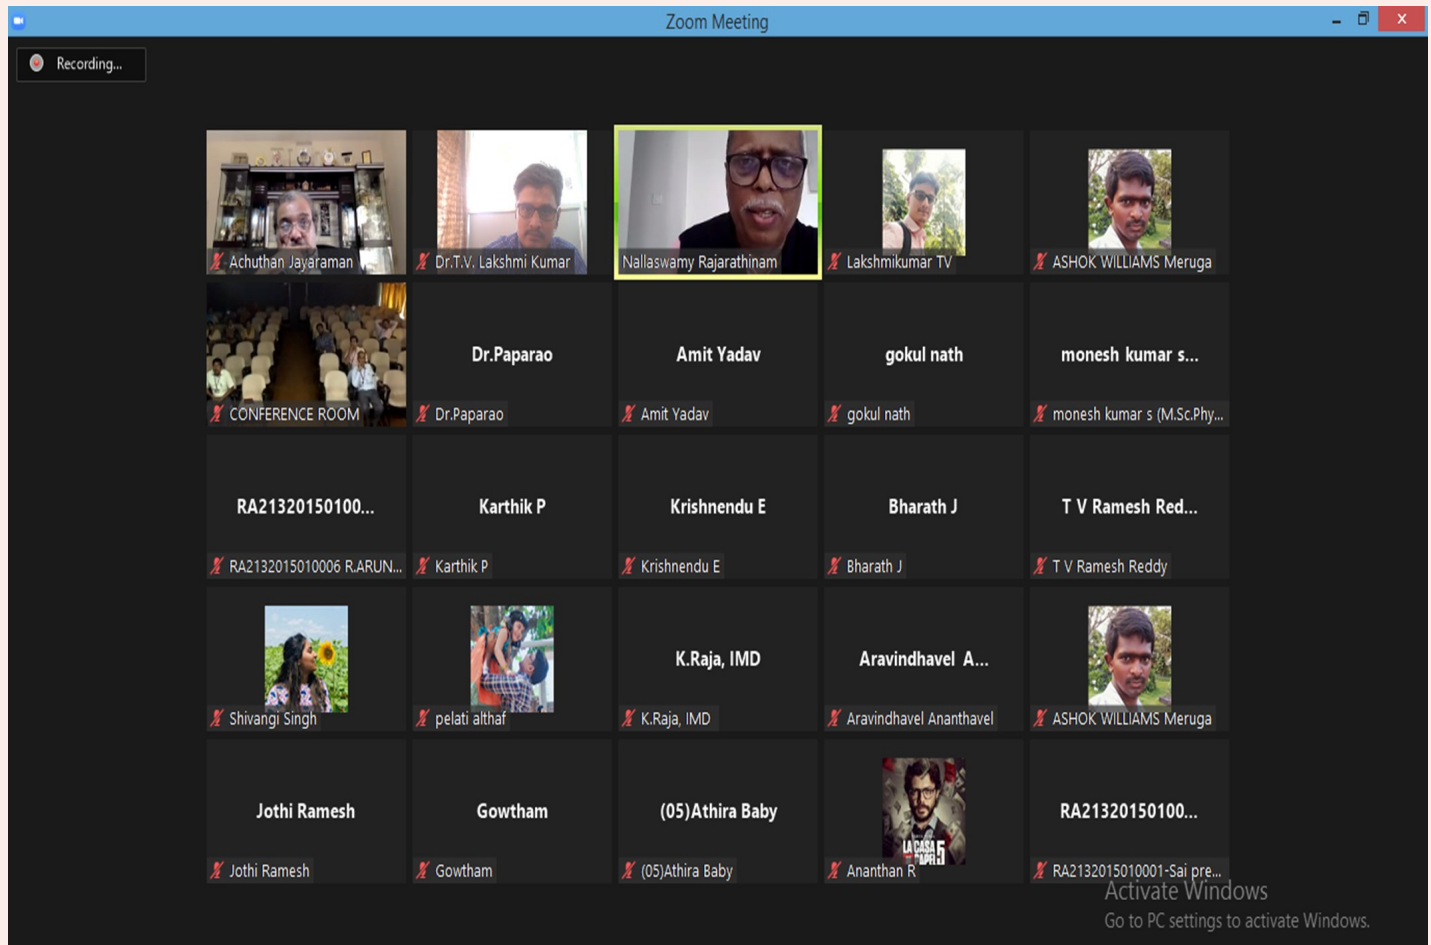 Zoom Meeting
Recording...
Achuthan Jayaraman
Dr.T.V. Lakshmi Kumar
Nallaswamy Rajarathinam
Lakshmikumar TV
ASHOK WILLIAMS Meruga
CONFERENCE ROOM
Dr.Paparao
Dr.Paparao
Amit Yadav
Amit Yadav
gokul nath
gokul nath
monesh kumar s...
monesh kumar s (M.Sc.Phy...
RA21320150100...
RA2132015010006 R.ARUN...
Karthik P
Karthik P
Krishnendu E
Krishnendu E
Bharath J
Bharath J
T V Ramesh Red...
T V Ramesh Reddy
Shivangi Singh
pelati althaf
K.Raja, IMD
K.Raja, IMD
Aravindhavel A...
Aravindhavel Ananthavel
ASHOK WILLIAMS Meruga
Jothi Ramesh
Jothi Ramesh
Gowtham
Gowtham
(05)Athira Baby
(05)Athira Baby
LA CASA
PAPEL 5
Ananthan R
RA21320150100...
RA2132015010001-Sai pre...
Activate Windows
Go to PC settings to activate Windows.